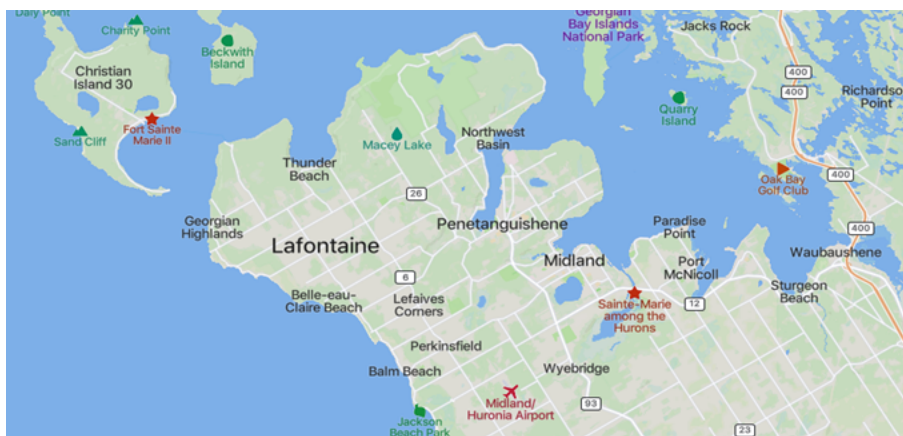 Daly Point
Charity Point
Beckwith
Island
Georgian
Bay Islands
National Park
Jacks Rock
Christian
Island 30
400
400
Richardson
Point
Quarry
Island
Sand Cliff
Fort Sainte
Marie II
Macey Lake
Northwest
Basin
Thunder
Beach
Oak Bay
Golf Club
400
26
Georgian
Highlands
Penetanguishene
Paradise
Point
400
Lafontaine
Midland
Port
McNicoll
Waubaushene
6
Belle-eau-
Claire Beach
Lefaives
Corners
Sainte-Marie
among the
Hurons
12
Sturgeon
Beach
Perkinsfield
Balm Beach
Wyebridge
Midland/
Huronia Airport
93
Jackson
Beach Park
23